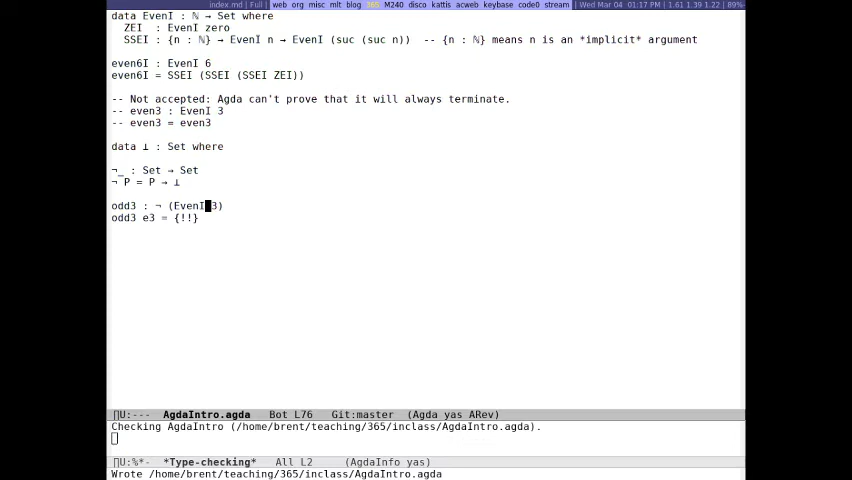 index.md | Full | web org misc mlt blog 365 M240 disco kattis acweb keybase code0 stream | Wed Mar 04 01:17 PM | 1.61 1.39 1.22 | 89%
data EvenI : ℕ → Set where
ZEI : EvenI zero
SSEI : {n : ℕ} → EvenI n → EvenI (suc (suc n)) -- {n : ℕ} means n is an *implicit* argument
even6I : EvenI 6
even6I = SSEI (SSEI (SSEI ZEI))
-- Not accepted: Agda can't prove that it will always terminate.
-- even3 : EvenI 3
-- even3 = even3
data ⊥ : Set where
¬_ : Set → Set
¬ P = P → ⊥
odd3 : ¬ (EvenI 3)
odd3 e3 = {!!}
∏U:--- AgdaIntro.agda Bot L76 Git:master (Agda yas ARev)
Checking AgdaIntro (/home/brent/teaching/365/inclass/AgdaIntro.agda).
∏U:%*- *Type-checking* All L2 (AgdaInfo yas)
Wrote /home/brent/teaching/365/inclass/AgdaIntro.agda